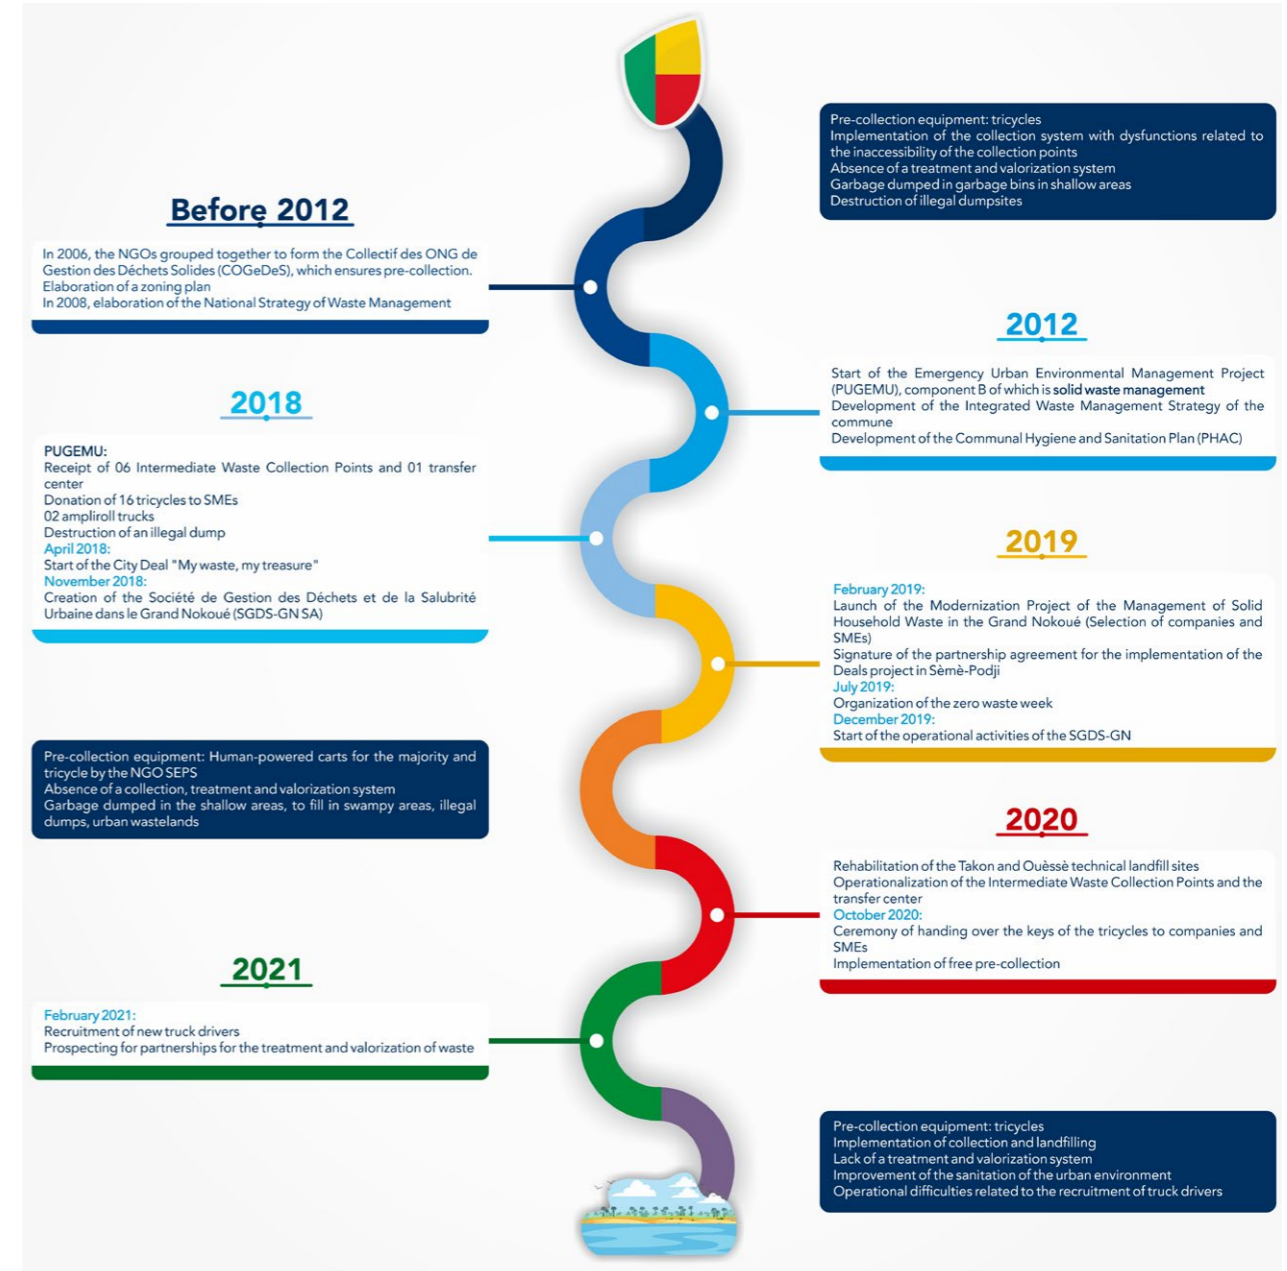 Pre-collection equipment: tricycles
Implementation of the collection system with dysfunctions related to
the inaccessibility of the collection points
Absence of a treatment and valorization system
Garbage dumped in garbage bins in shallow areas
Destruction of illegal dumpsites
Before 2012
In 2006, the NGOs grouped together to form the Collectif des ONG de
Gestion des Déchets Solides (COGeDeS), which ensures pre-collection.
Elaboration of a zoning plan
In 2008, elaboration of the National Strategy of Waste Management
2012
Start of the Emergency Urban Environmental Management Project
(PUGEMU), component B of which is solid waste management
Development of the Integrated Waste Management Strategy of the
commune
Development of the Communal Hygiene and Sanitation Plan (PHAC)
2018
PUGEMU:
Receipt of 06 Intermediate Waste Collection Points and 01 transfer
center
Donation of 16 tricycles to SMEs
02 ampliroll trucks
Destruction of an illegal dump
April 2018:
Start of the City Deal "My waste, my treasure"
November 2018:
Creation of the Société de Gestion des Déchets et de la Salubrité
Urbaine dans le Grand Nokoué (SGDS-GN SA)
2019
February 2019:
Launch of the Modernization Project of the Management of Solid
Household Waste in the Grand Nokoué (Selection of companies and
SMEs)
Signature of the partnership agreement for the implementation of the
Deals project in Sèmè-Podji
July 2019:
Organization of the zero waste week
December 2019:
Start of the operational activities of the SGDS-GN
Pre-collection equipment: Human-powered carts for the majority and
tricycle by the NGO SEPS
Absence of a collection, treatment and valorization system
Garbage dumped in the shallow areas, to fill in swampy areas, illegal
dumps, urban wastelands
2020
Rehabilitation of the Takon and Ouèssè technical landfill sites
Operationalization of the Intermediate Waste Collection Points and the
transfer center
October 2020:
Ceremony of handing over the keys of the tricycles to companies and
SMEs
Implementation of free pre-collection
2021
February 2021:
Recruitment of new truck drivers
Prospecting for partnerships for the treatment and valorization of waste
Pre-collection equipment: tricycles
Implementation of collection and landfilling
Lack of a treatment and valorization system
Improvement of the sanitation of the urban environment
Operational difficulties related to the recruitment of truck drivers